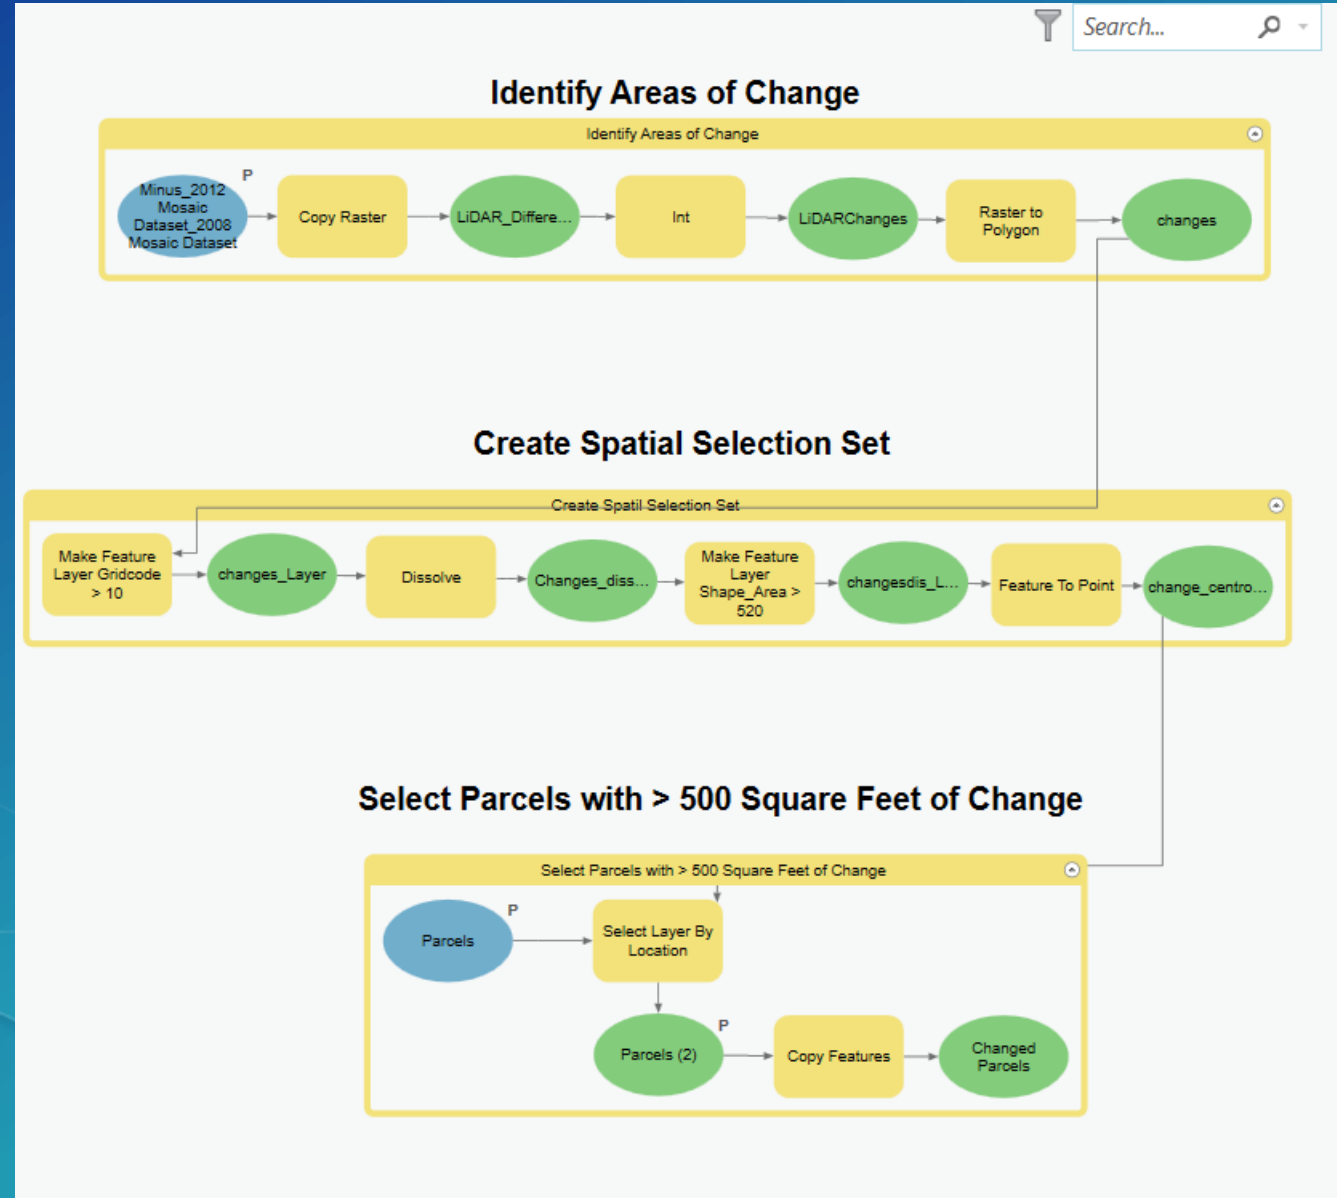 Search...
Identify Areas of Change
Identify Areas of Change
P
Minus_2012
Mosaic
Dataset_2008
Mosaic Dataset
Copy Raster
LiDAR_Differe...
Int
LiDARChanges
Raster to
Polygon
changes
Create Spatial Selection Set
Create Spatil Selection Set
Make Feature
Layer Gridcode
> 10
changes_Layer
Dissolve
Changes_diss...
Make Feature
Layer
Shape_Area >
520
changesdis_L...
Feature To Point
change_centro...
Select Parcels with > 500 Square Feet of Change
Select Parcels with > 500 Square Feet of Change
Parcels
P
Select Layer By
Location
Parcels (2)
P
Copy Features
Changed
Parcels